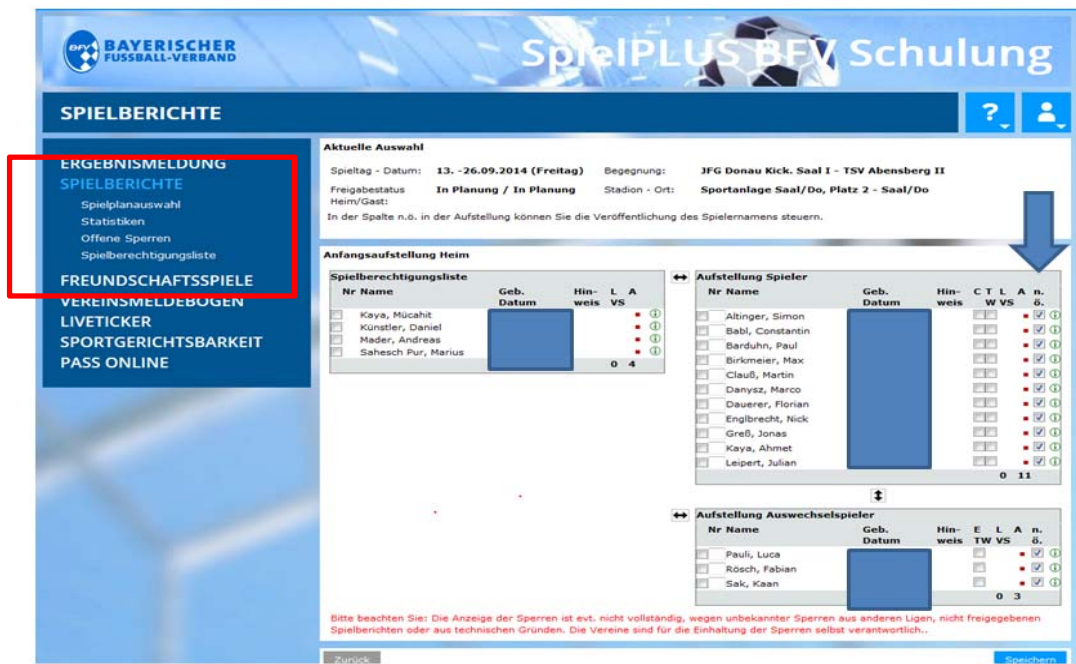 BFV
BAYERISCHER
FUSSBALL-VERBAND
SpielPLUS BFV Schulung
SPIELBERICHTE
?
ERGEBNISMELDUNG
SPIELBERICHTE
Spielplanauswahl
Statistiken
Offene Sperren
Spielberechtigungsliste
FREUNDSCHAFTSSPIELE
VEREINSMELDEBOGEN
LIVETICKER
SPORTGERICHTSBARKEIT
PASS ONLINE
Aktuelle Auswahl
Spieltag - Datum: 13. -26.09.2014 (Freitag) Begegnung: JFG Donau Kick. Saal I - TSV Abensberg II
Freigabestatus In Planung / In Planung Stadion - Ort: Sportanlage Saal/Do, Platz 2 - Saal/Do
Heim/Gast:
In der Spalte n.ö. in der Aufstellung können Sie die Veröffentlichung des Spielernamens steuern.
Anfangsaufstellung Heim
Spielberechtigungsliste
Nr Name Geb. Hin- L A
Datum weis VS
Kaya, Mücahit
Künstler, Daniel
Mader, Andreas
Sahesch Pur, Marius
0 4
Aufstellung Spieler
Nr Name Geb. Hin- C T L A n.
Datum weis W VS ö.
Altinger, Simon
Babl, Constantin
Barduhn, Paul
Birkmeier, Max
Clauß, Martin
Danysz, Marco
Dauerer, Florian
Englbrecht, Nick
Greß, Jonas
Kaya, Ahmet
Leipert, Julian
0 11
Aufstellung Auswechselspieler
Nr Name Geb. Hin- E L A n.
Datum weis TW VS ö.
Pauli, Luca
Rösch, Fabian
Sak, Kaan
0 3
Bitte beachten Sie: Die Anzeige der Sperren ist evt. nicht vollständig, wegen unbekannter Sperren aus anderen Ligen, nicht freigegebenen
Spielberichten oder aus technischen Gründen. Die Vereine sind für die Einhaltung der Sperren selbst verantwortlich..
Zurück
Speichern